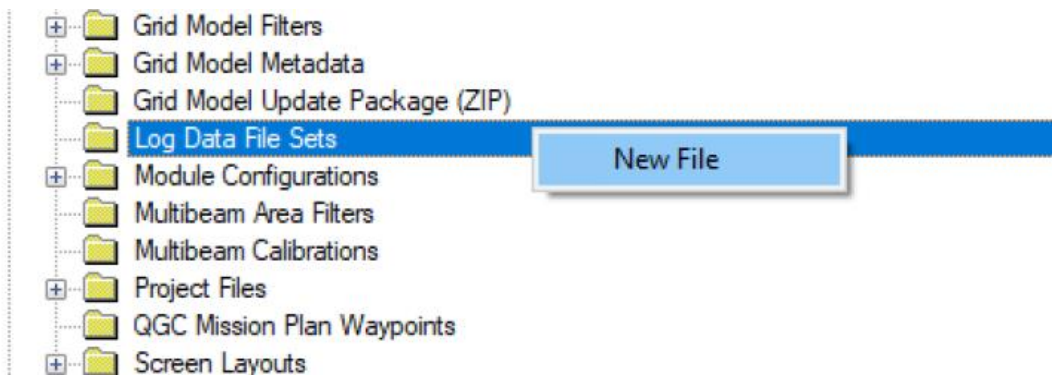 Grid Model Filters
Grid Model Metadata
Grid Model Update Package (ZIP)
Log Data File Sets
New File
Module Configurations
Multibeam Area Filters
Multibeam Calibrations
Project Files
QGC Mission Plan Waypoints
Screen Layouts